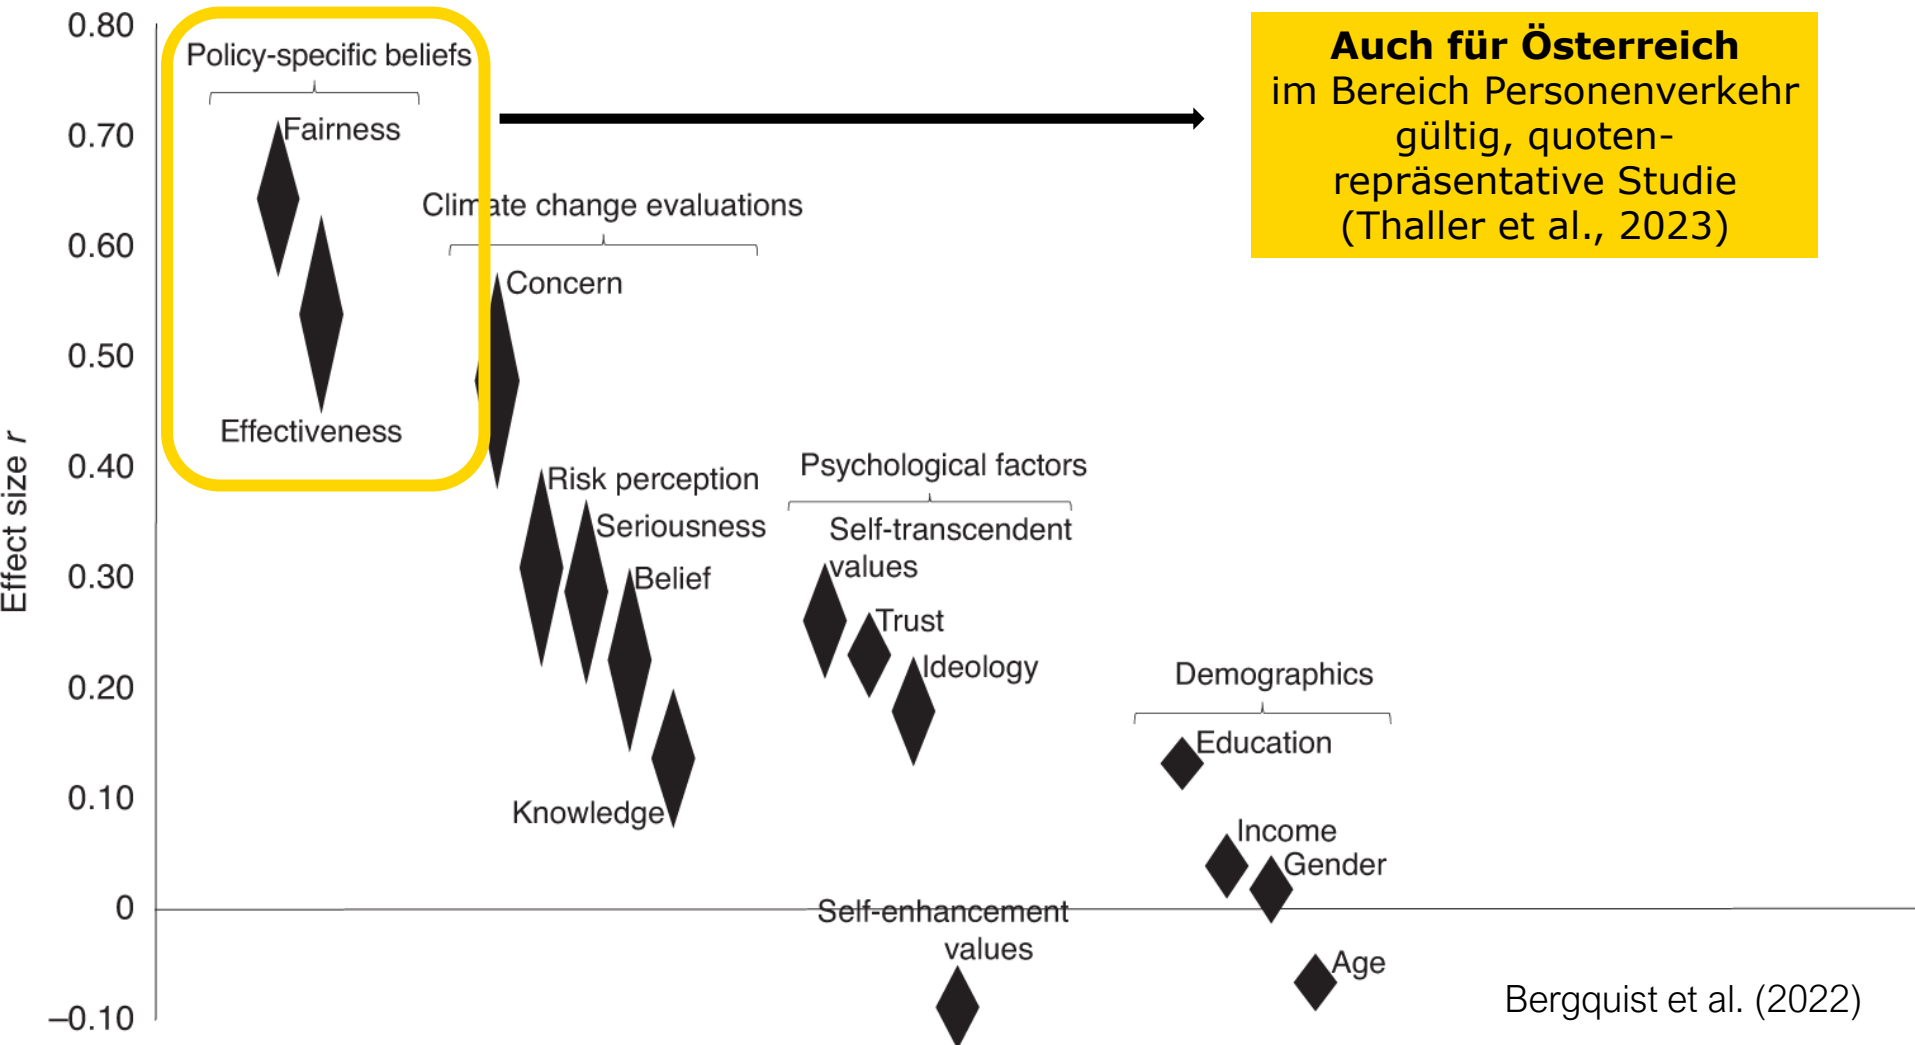 0.80
0.70
0.60
0.50
0.40
0.30
0.20
0.10
0
–0.10
Effect size r
Policy-specific beliefs
Fairness
Effectiveness
Climate change evaluations
Concern
Risk perception
Seriousness
Belief
Knowledge
Psychological factors
Self-transcendent
values
Trust
Ideology
Self-enhancement
values
Demographics
Education
Income
Gender
Age
Auch für Österreich
im Bereich Personenverkehr
gültig, quoten-
repräsentative Studie
(Thaller et al., 2023)
Bergquist et al. (2022)